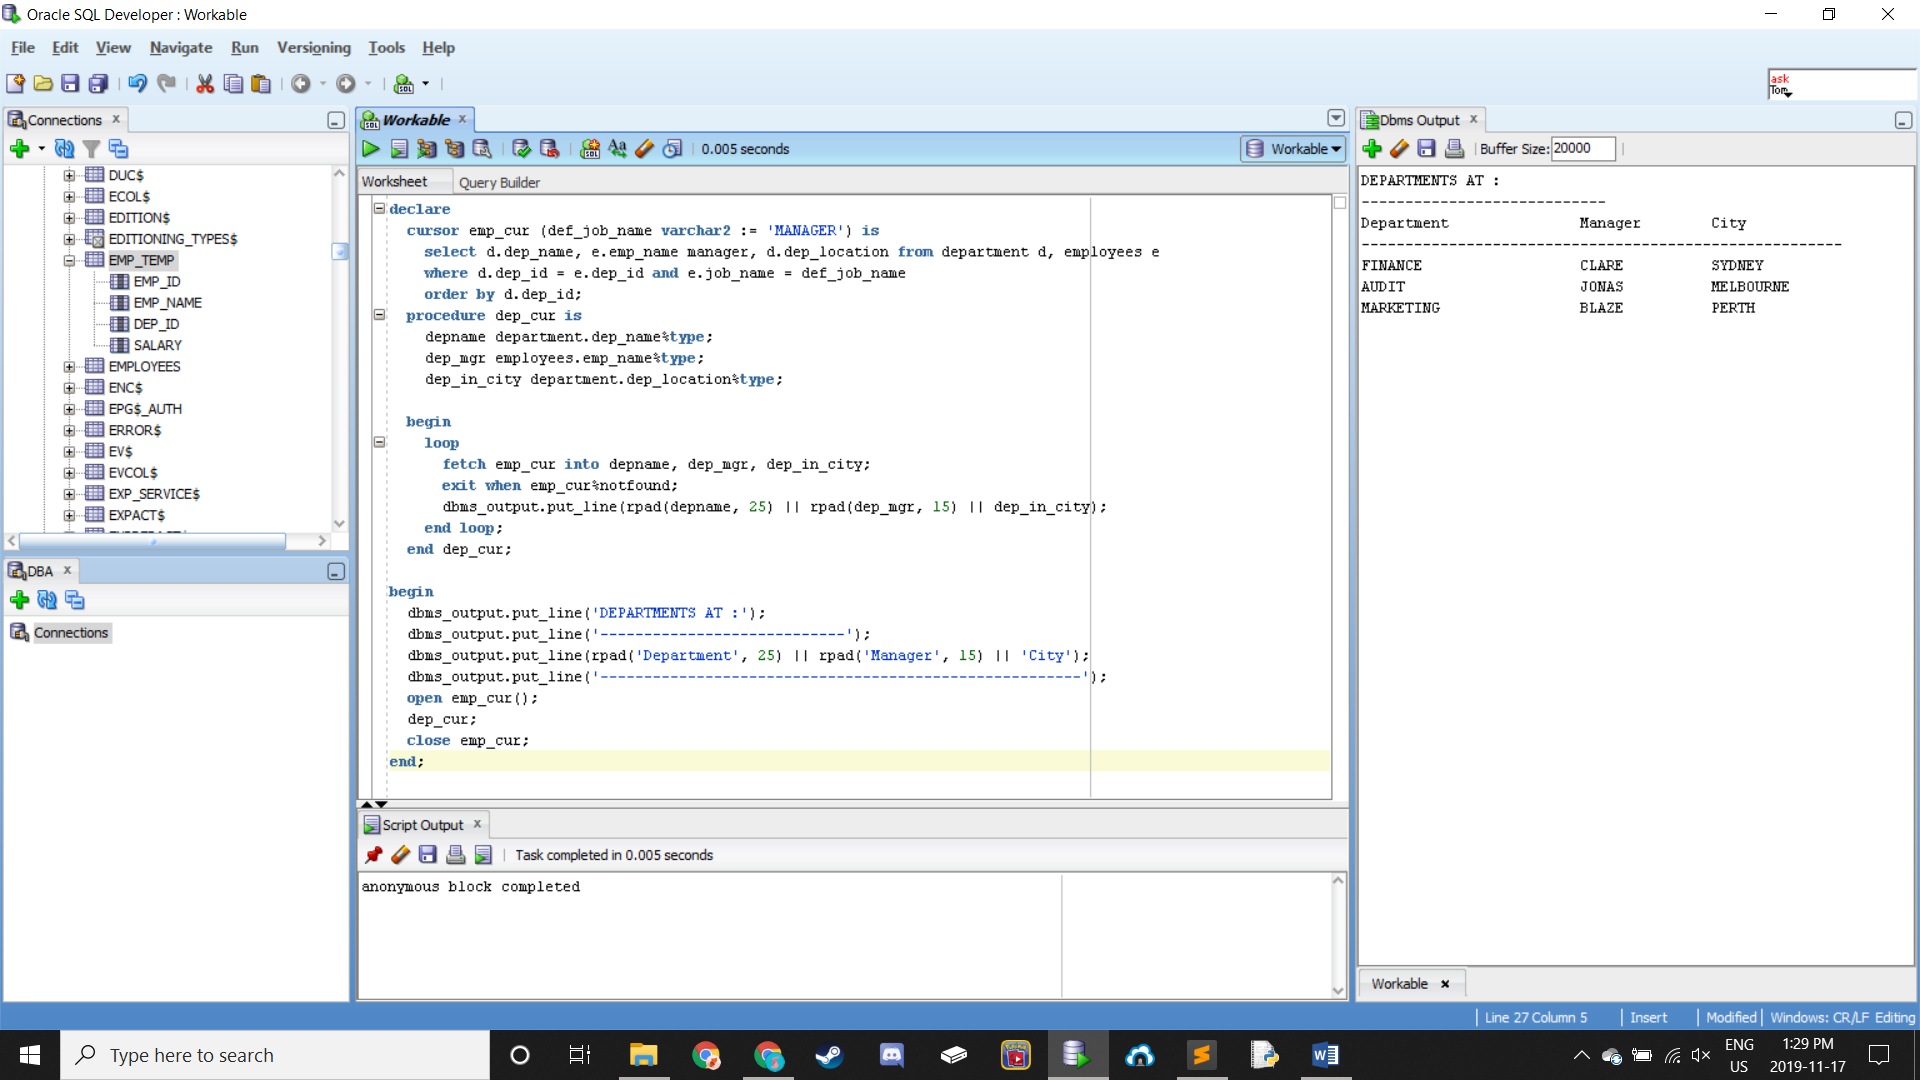 Oracle SQL Developer : Workable
File Edit View Navigate Run Versioning Tools Help
ask
Tom
Connections
DUC$
ECOL$
EDITION$
EDITIONING_TYPES$
EMP_TEMP
EMP_ID
EMP_NAME
DEP_ID
SALARY
EMPLOYEES
ENC$
EPG$_AUTH
ERROR$
EV$
EVCOL$
EXP_SERVICE$
EXPACT$
DBA
Connections
Workable
0.005 seconds
Workable
Worksheet Query Builder
declare
cursor emp_cur (def_job_name varchar2 := 'MANAGER') is
select d.dep_name, e.emp_name manager, d.dep_location from department d, employees e
where d.dep_id = e.dep_id and e.job_name = def_job_name
order by d.dep_id;
procedure dep_cur is
depname department.dep_name%type;
dep_mgr employees.emp_name%type;
dep_in_city department.dep_location%type;
begin
loop
fetch emp_cur into depname, dep_mgr, dep_in_city;
exit when emp_cur%notfound;
dbms_output.put_line(rpad(depname, 25) || rpad(dep_mgr, 15) || dep_in_city);
end loop;
end dep_cur;
begin
dbms_output.put_line('DEPARTMENTS AT :');
dbms_output.put_line('----------------------------');
dbms_output.put_line(rpad('Department', 25) || rpad('Manager', 15) || 'City');
dbms_output.put_line('-------------------------------------------------------');
open emp_cur();
dep_cur;
close emp_cur;
end;
Script Output
Task completed in 0.005 seconds
anonymous block completed
Dbms Output
Buffer Size: 20000
DEPARTMENTS AT :
----------------------------
Department Manager City
-------------------------------------------------------
FINANCE CLARE SYDNEY
AUDIT JONAS MELBOURNE
MARKETING BLAZE PERTH
Workable
Line 27 Column 5 Insert Modified Windows: CR/LF Editing
Type here to search
ENG
US
1:29 PM
2019-11-17